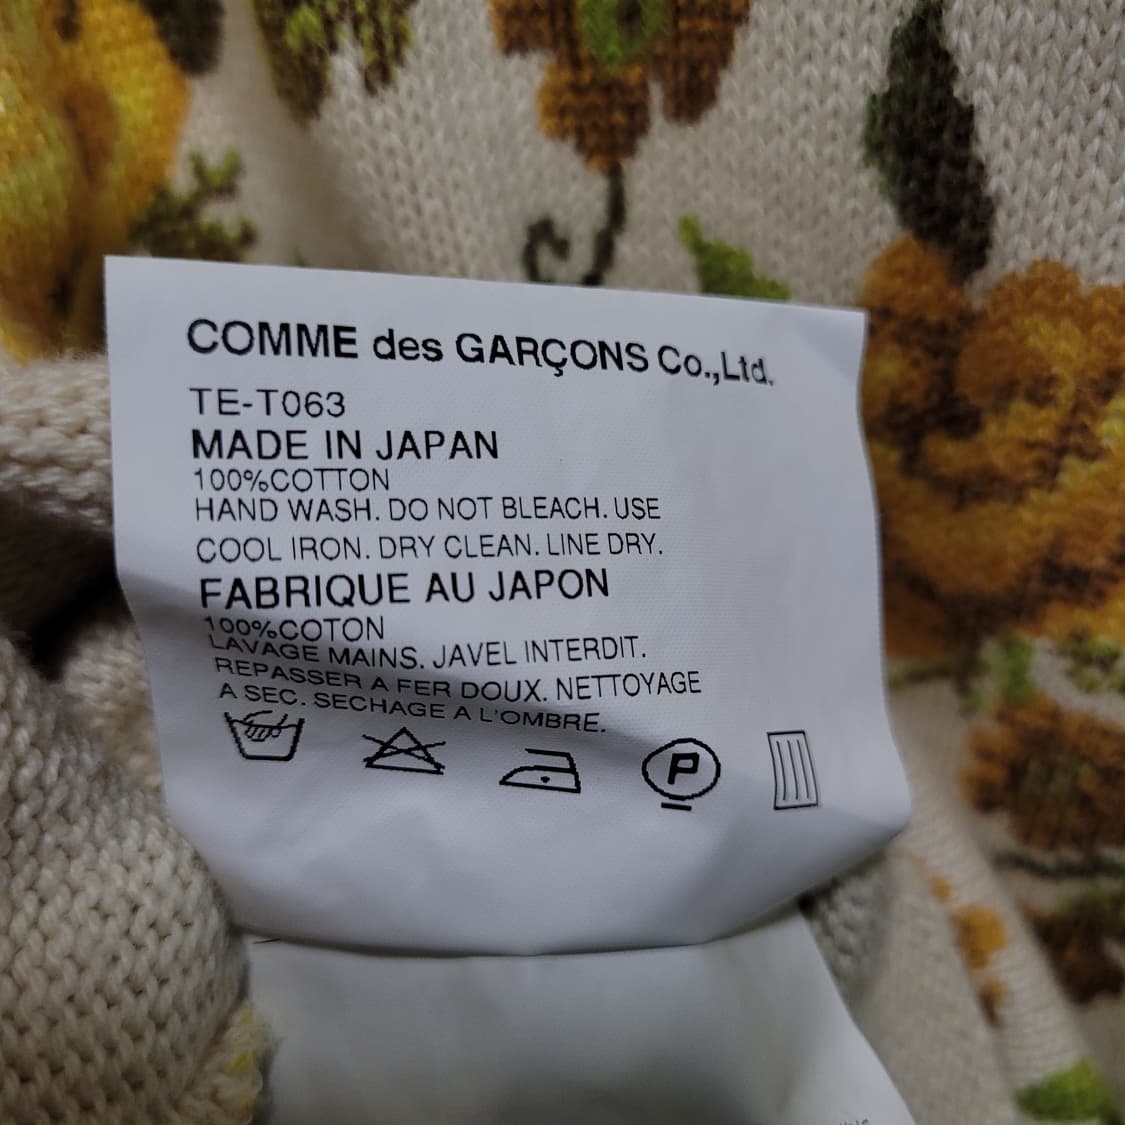 COMME des GARÇONS Co.,Ltd.
TE-T063
MADE IN JAPAN
100%COTTON
HAND WASH. DO NOT BLEACH. USE
COOL IRON. DRY CLEAN. LINE DRY.
FABRIQUE AU JAPON
100%COTON
LAVAGE MAINS. JAVEL INTERDIT.
REPASSER A FER DOUX. NETTOYAGE
A SEC. SECHAGE A L'OMBRE.
P